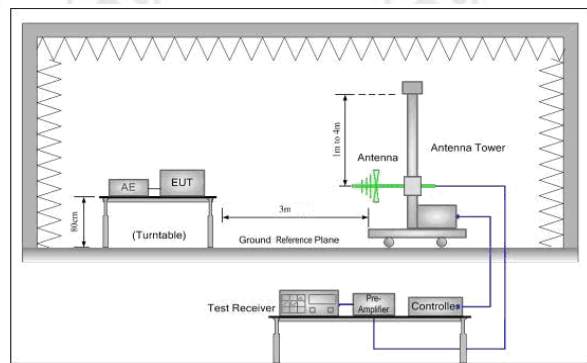 1m to 4m
Antenna
Antenna Tower
AE
EUT
80cm
(Turntable)
3m
Ground Reference Plane
Test Receiver
Pre-
Amplifier
Controller